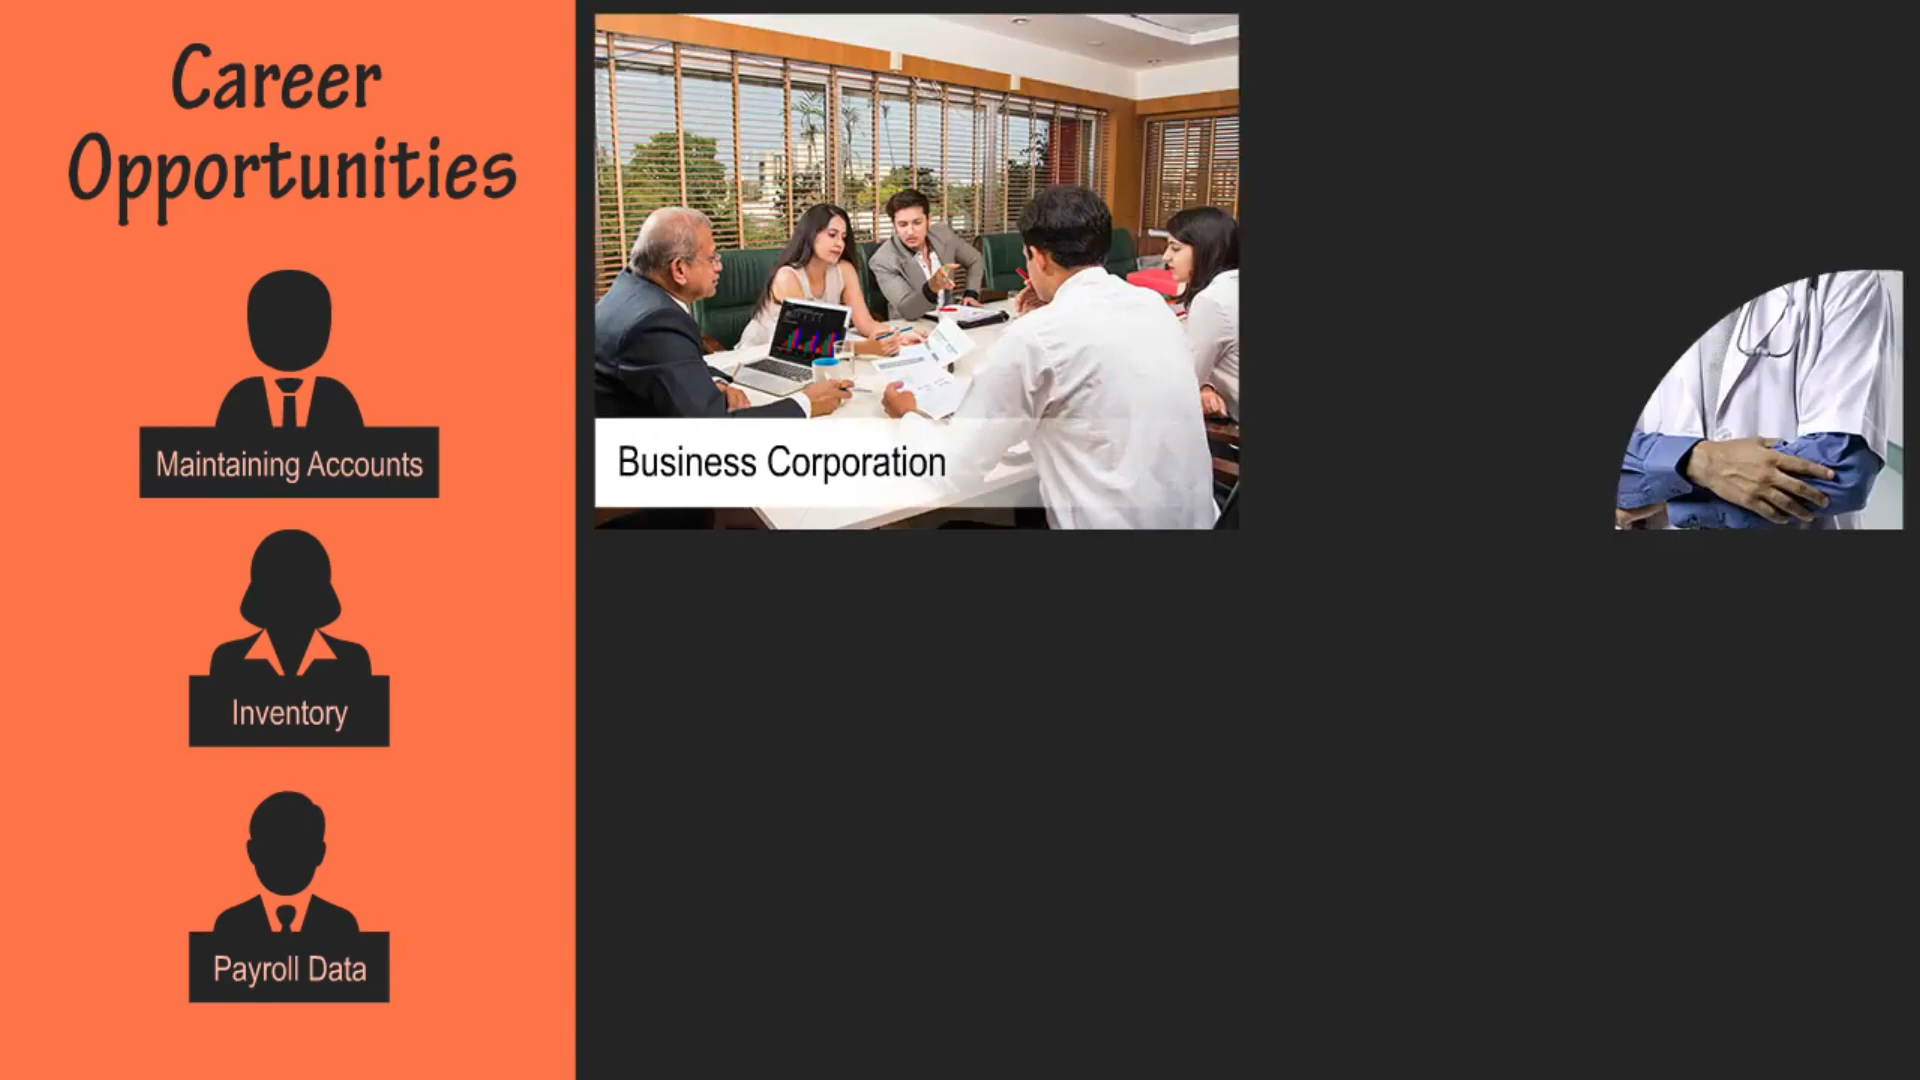 Career
Opportunities
Maintaining Accounts
Inventory
Payroll Data
Business Corporation